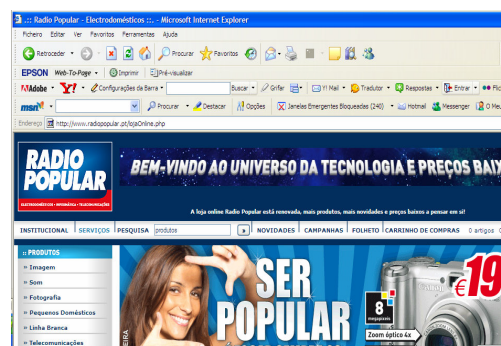 .:: Radio Popular - Electrodomésticos ::. - Microsoft Internet Explorer
Ficheiro Editar Ver Favoritos Ferramentas Ajuda
Retroceder Procurar Favoritos
EPSON Web-To-Page Imprimir Pré-visualizar
Adobe Y! Configurações da Barra Buscar Grifar Y! Mail Tradutor Respostas Entrar Flic
msn Procurar Destacar Opções Janelas Emergentes Bloqueadas (240) Hotmail Messenger O Meu
Endereço http://www.radiopopular.pt/lojaOnline.php
RADIO
POPULAR
ELECTRODOMÉSTICOS • INFORMÁTICA • TELECOMUNICAÇÕES
BEM-VINDO AO UNIVERSO DA TECNOLOGIA E PREÇOS BAIX
A loja online Radio Popular está renovada, mais produtos, mais novidades e preços baixos a pensar em si!
INSTITUCIONAL SERVIÇOS PESQUISA produtos » NOVIDADES CAMPANHAS FOLHETO CARRINHO DE COMPRAS 0 artigos
:: PRODUTOS
» Imagem
» Som
» Fotografia
» Pequenos Domésticos
» Linha Branca
» Telecomunicações
SER
POPULAR
8
megapixels
Zoom óptico 4x
Canon
€19